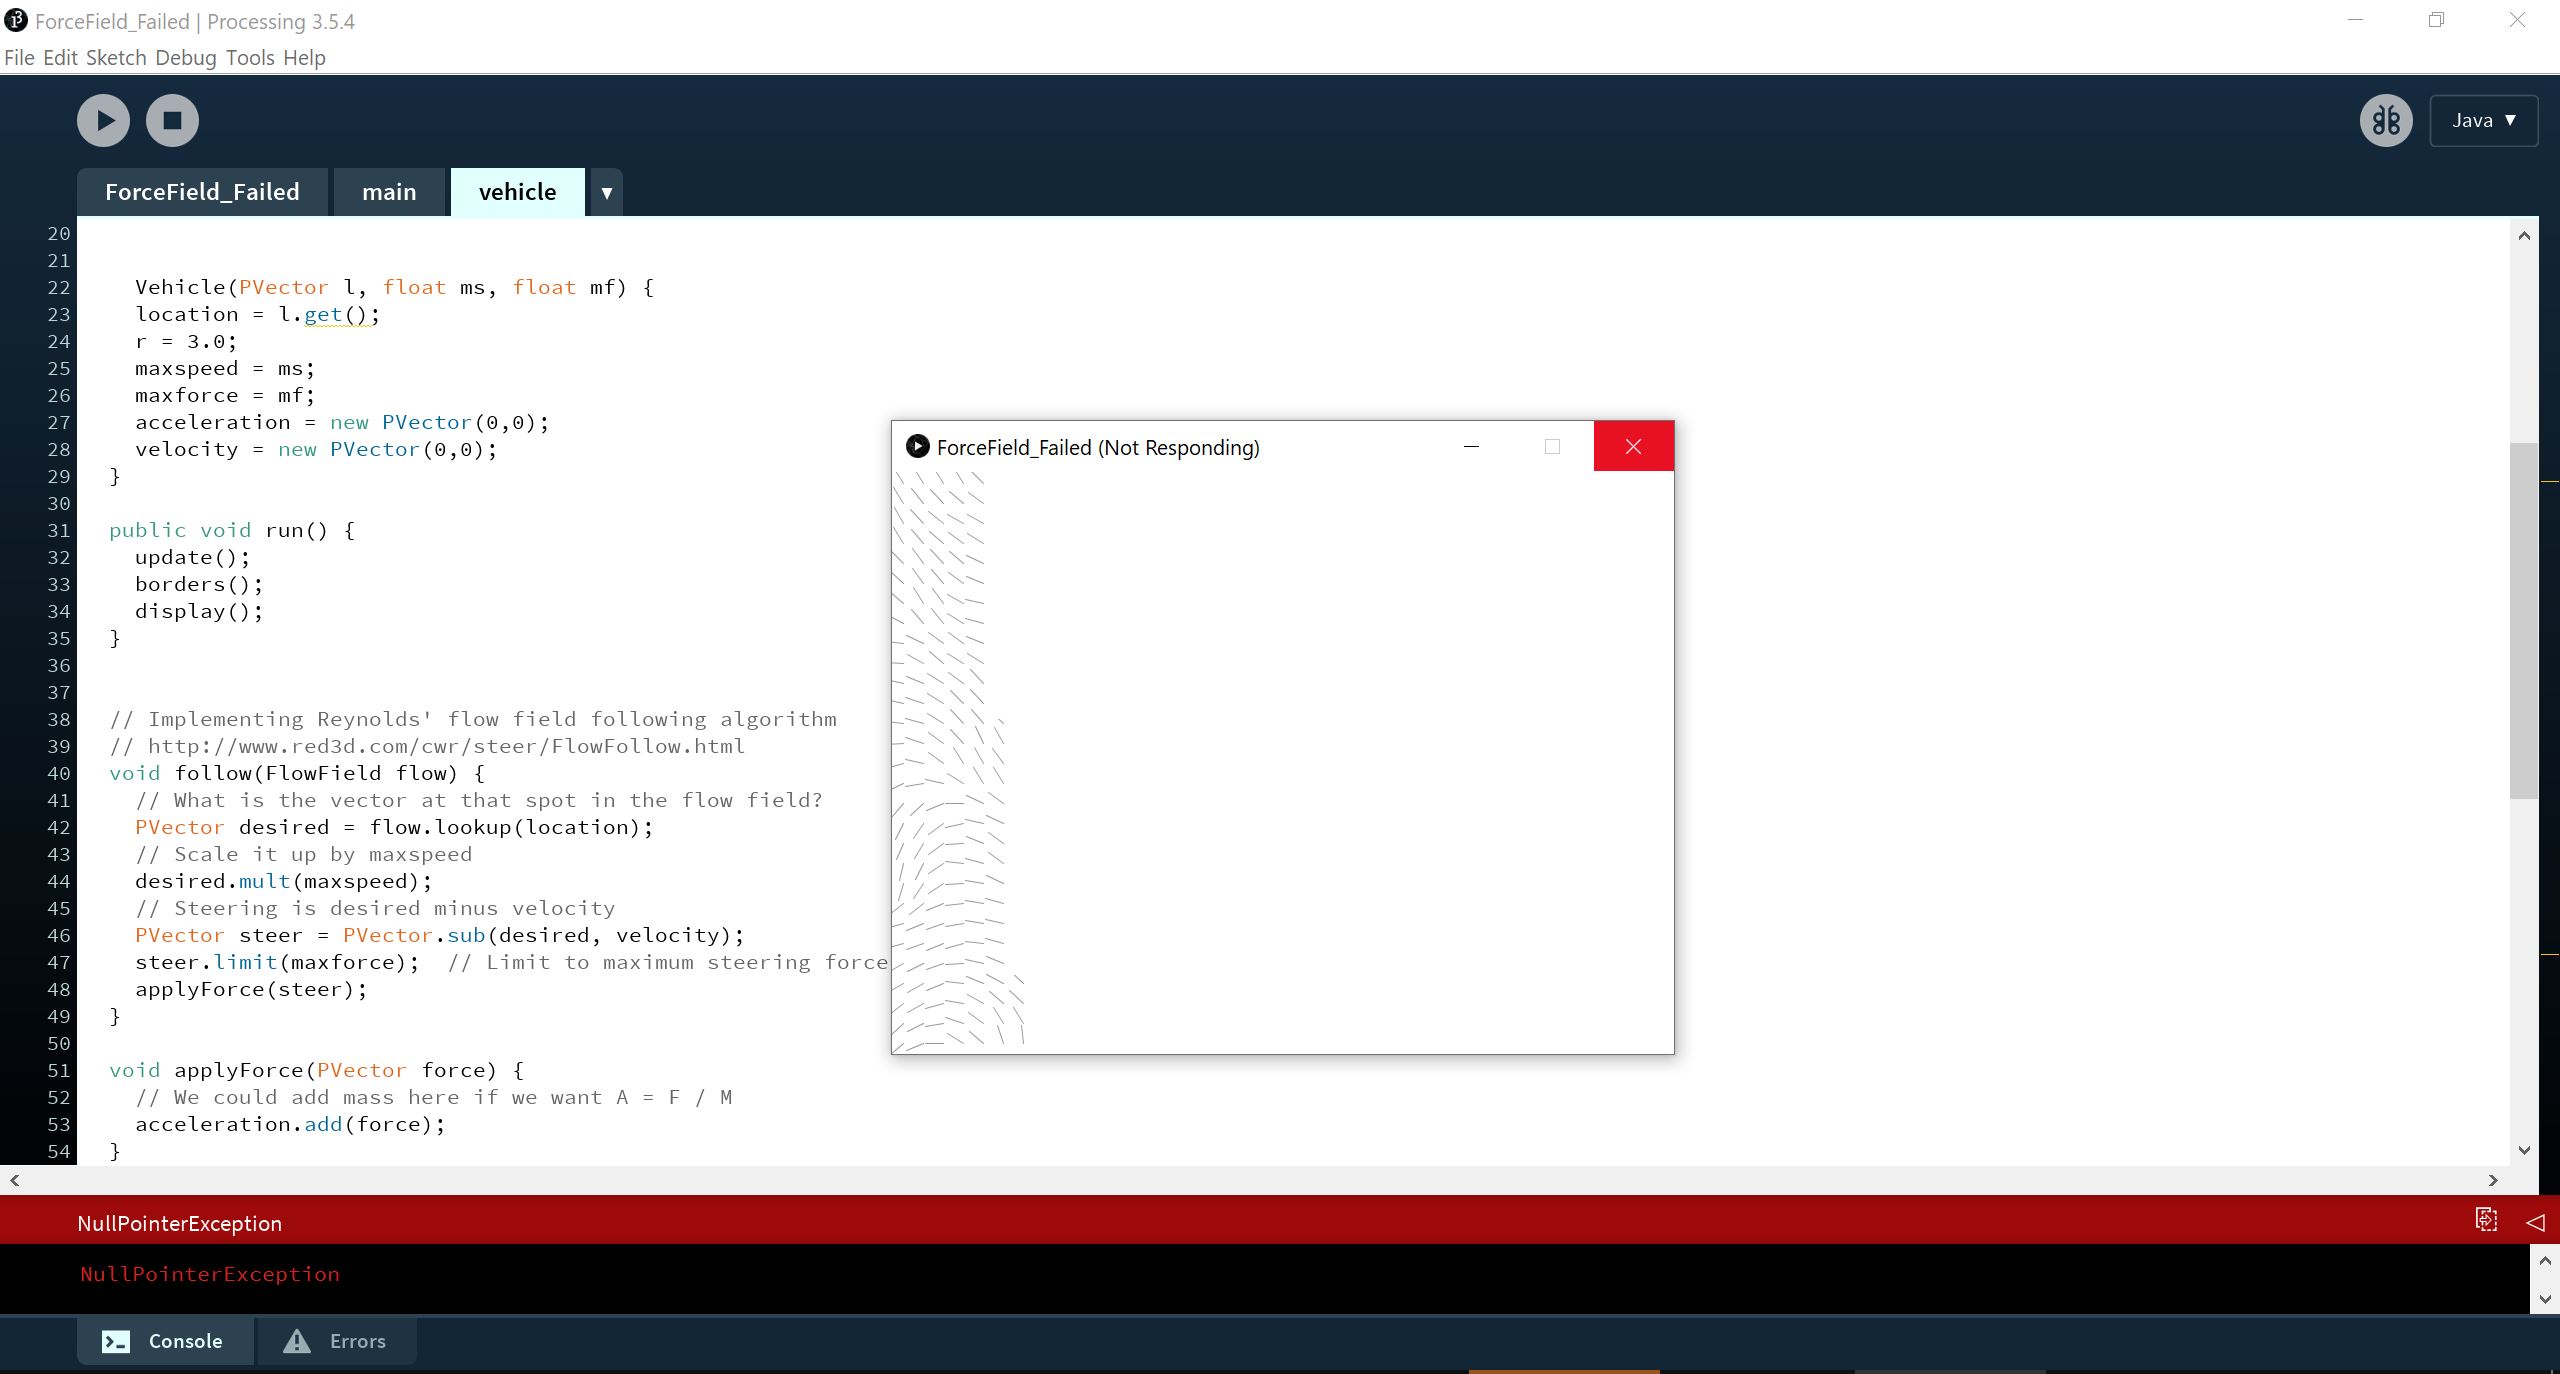 ForceField_Failed | Processing 3.5.4
File Edit Sketch Debug Tools Help
Java ▼
ForceField_Failed main vehicle ▼
20
21
22 Vehicle(PVector l, float ms, float mf) {
23 location = l.get();
24 r = 3.0;
25 maxspeed = ms;
26 maxforce = mf;
27 acceleration = new PVector(0,0);
28 velocity = new PVector(0,0);
29 }
30
31 public void run() {
32 update();
33 borders();
34 display();
35 }
36
37
38 // Implementing Reynolds' flow field following algorithm
39 // http://www.red3d.com/cwr/steer/FlowFollow.html
40 void follow(FlowField flow) {
41 // What is the vector at that spot in the flow field?
42 PVector desired = flow.lookup(location);
43 // Scale it up by maxspeed
44 desired.mult(maxspeed);
45 // Steering is desired minus velocity
46 PVector steer = PVector.sub(desired, velocity);
47 steer.limit(maxforce); // Limit to maximum steering force
48 applyForce(steer);
49 }
50
51 void applyForce(PVector force) {
52 // We could add mass here if we want A = F / M
53 acceleration.add(force);
54 }
ForceField_Failed (Not Responding)
NullPointerException
NullPointerException
Console Errors